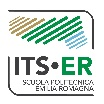 ITS•ER
SCUOLA POLITECNICA
EMILIA ROMAGNA